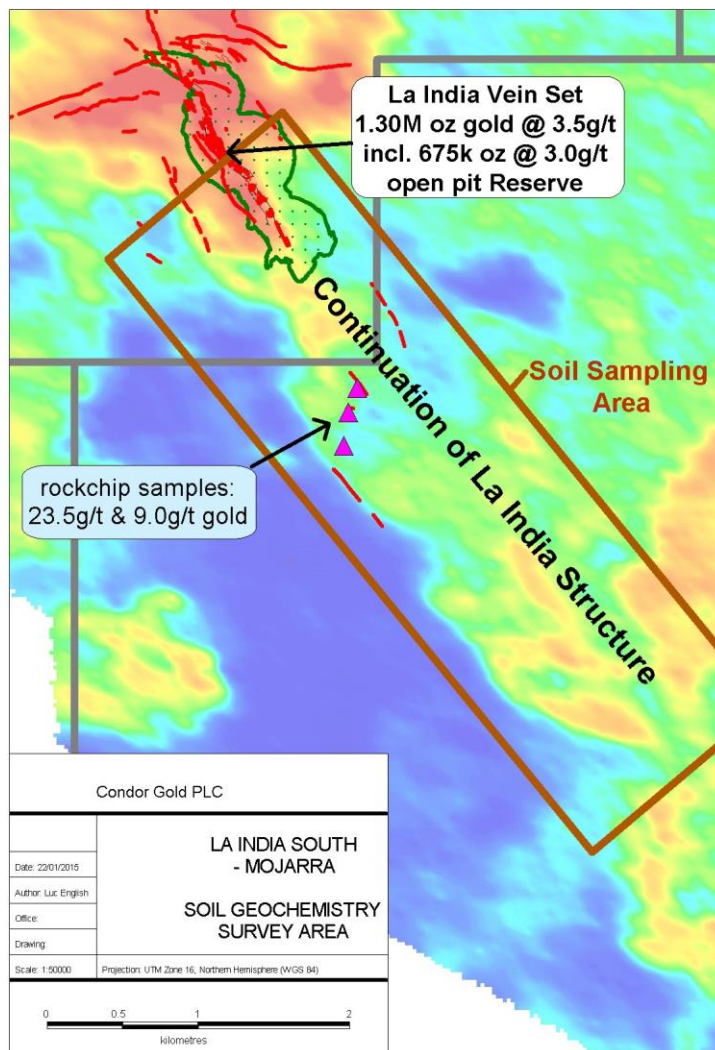 La India Vein Set
1.30M oz gold @ 3.5g/t
incl. 675k oz @ 3.0g/t
open pit Reserve
Continuation of La India Structure
Soil Sampling
Area
rockchip samples:
23.5g/t & 9.0g/t gold
Condor Gold PLC
LA INDIA SOUTH
- MOJARRA
SOIL GEOCHEMISTRY
SURVEY AREA
Date: 22/01/2015
Author: Luc English
Office:
Drawing:
Scale: 1:50000
Projection: UTM Zone 16, Northern Hemisphere (WGS 84)
0 0.5 1 2
kilometres